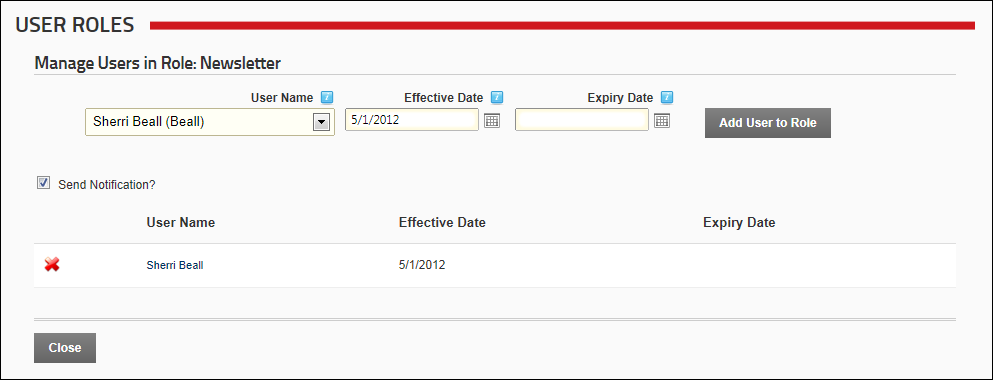 USER ROLES
Manage Users in Role: Newsletter
User Name Effective Date Expiry Date
Sherri Beall (Beall) 5/1/2012 Add User to Role
Send Notification?
User Name Effective Date Expiry Date
Sherri Beall 5/1/2012
Close